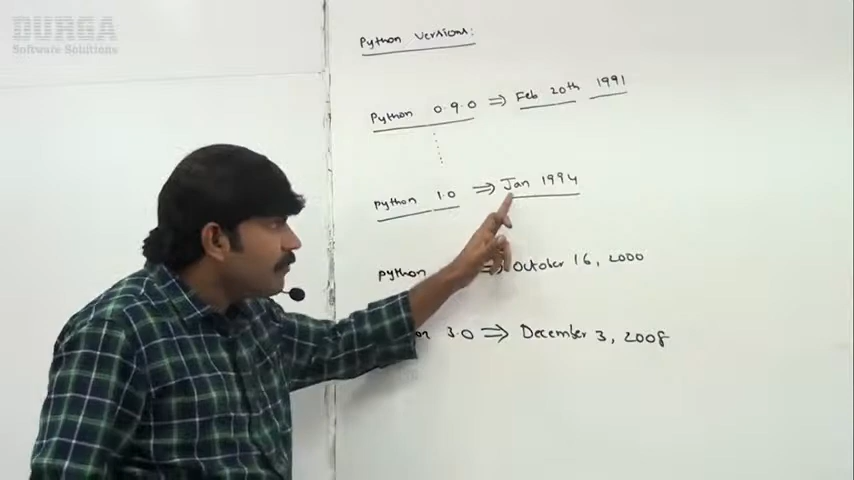 DURGA
Software Solutions
Python versions:
Python 0.9.0 ⇒ Feb 20th 1991
python 1.0 ⇒ Jan 1994
python ⇒ October 16, 2000
on 3.0 ⇒ December 3, 2008